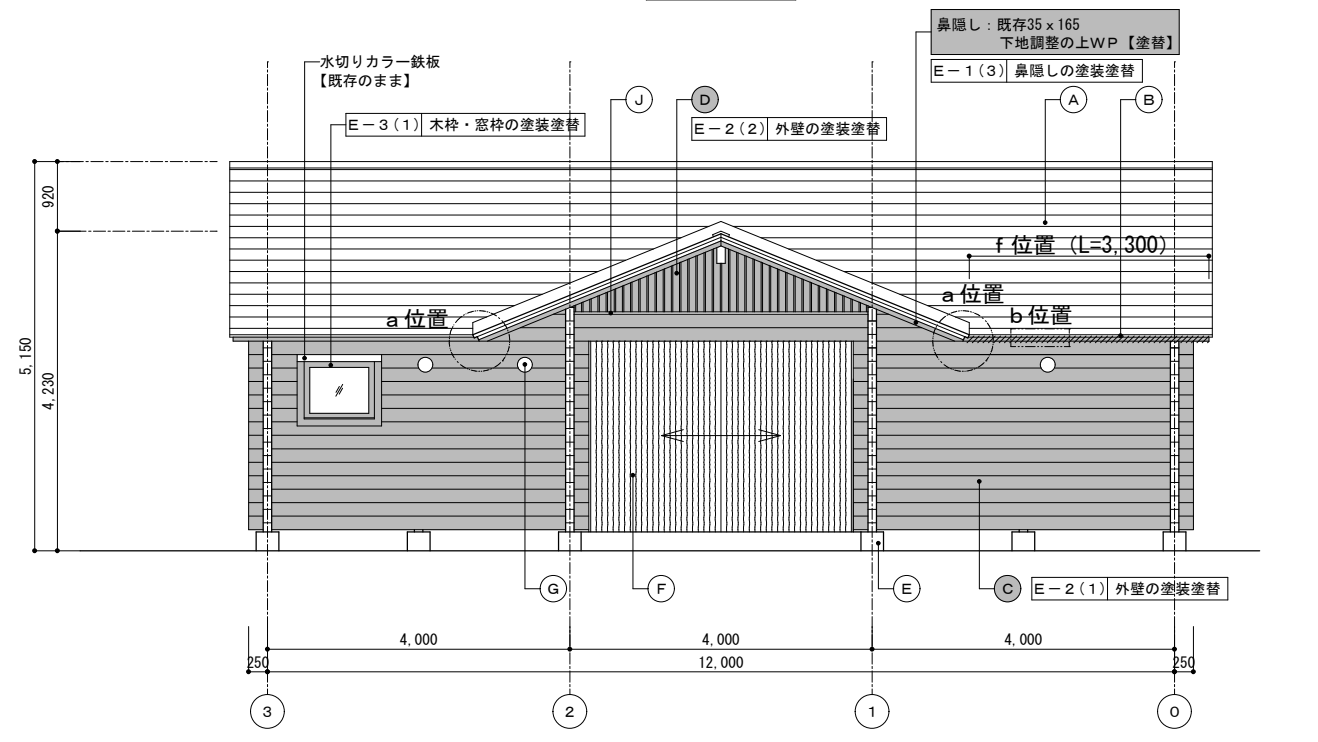 鼻隠し：既存35ｘ165
下地調整の上ＷＰ【塗替】
Ｅ－１(３) 鼻隠しの塗装塗替
水切りカラー鉄板
【既存のまま】
Ｅ－３(１) 木枠・窓枠の塗装塗替
Ｊ
Ｄ
Ｅ－２(２) 外壁の塗装塗替
Ａ
Ｂ
920
5,150
4,230
ｆ位置（L=3,300）
ａ位置
ａ位置
ｂ位置
Ｇ
Ｆ
Ｅ
Ｃ
Ｅ－２(１) 外壁の塗装塗替
4,000
4,000
4,000
250
12,000
250
３
２
１
０